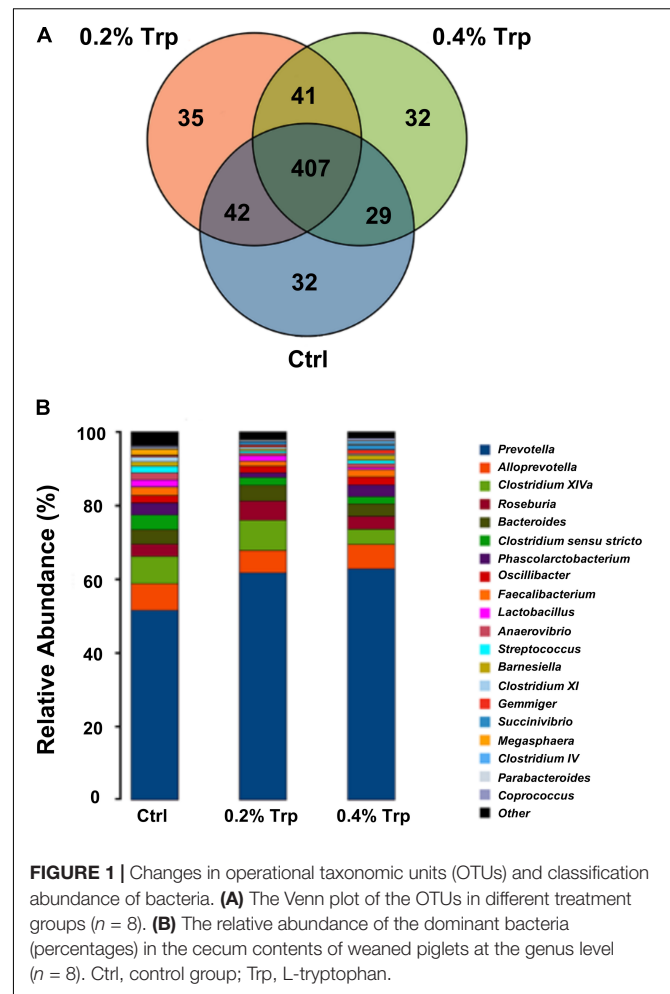 A
0.2% Trp
0.4% Trp
35
41
32
407
42
29
32
Ctrl
B
Relative Abundance (%)
100
80
60
40
20
0
Ctrl
0.2% Trp
0.4% Trp
Prevotella
Alloprevotella
Clostridium XIVa
Roseburia
Bacteroides
Clostridium sensu stricto
Phascolarctobacterium
Oscillibacter
Faecalibacterium
Lactobacillus
Anaerovibrio
Streptococcus
Barnesiella
Clostridium XI
Gemmiger
Succinivibrio
Megasphaera
Clostridium IV
Parabacteroides
Coprococcus
Other
FIGURE 1 | Changes in operational taxonomic units (OTUs) and classification
abundance of bacteria. (A) The Venn plot of the OTUs in different treatment
groups (n = 8). (B) The relative abundance of the dominant bacteria
(percentages) in the cecum contents of weaned piglets at the genus level
(n = 8). Ctrl, control group; Trp, L-tryptophan.